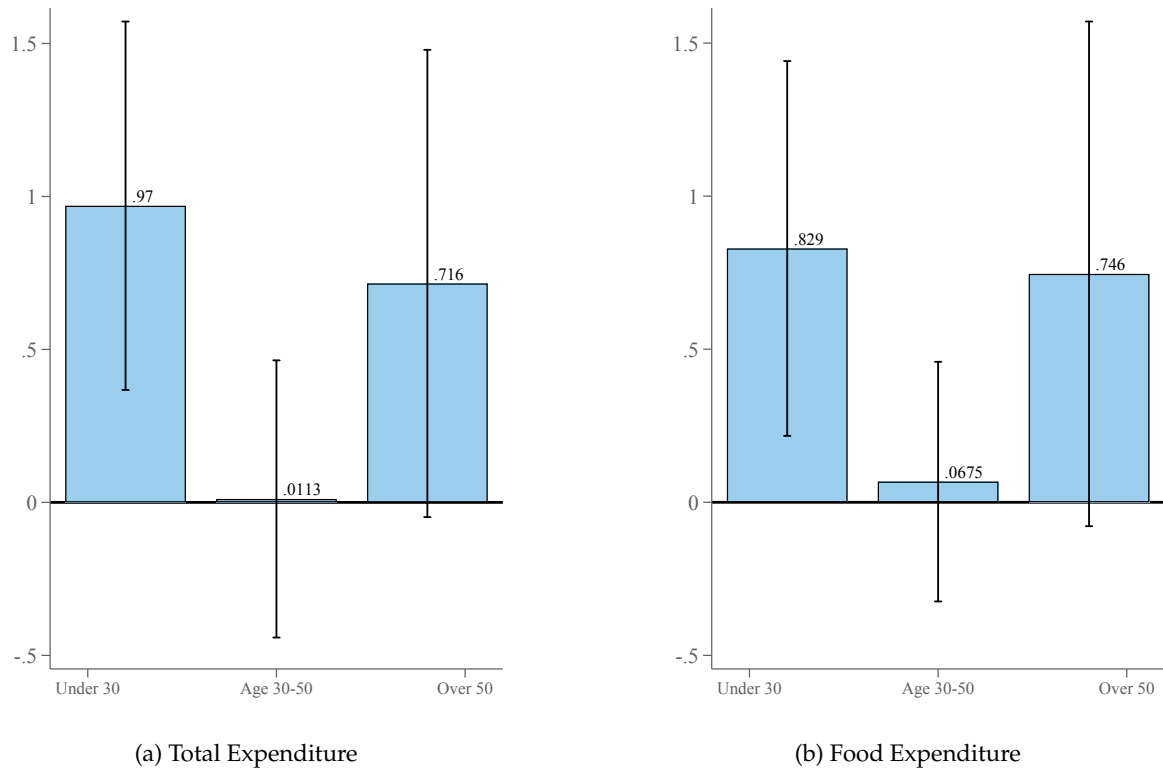 1.5
1
.5
0
-.5
.97
.0113
.716
Under 30
Age 30-50
Over 50
(a) Total Expenditure
1.5
1
.5
0
-.5
.829
.0675
.746
Under 30
Age 30-50
Over 50
(b) Food Expenditure